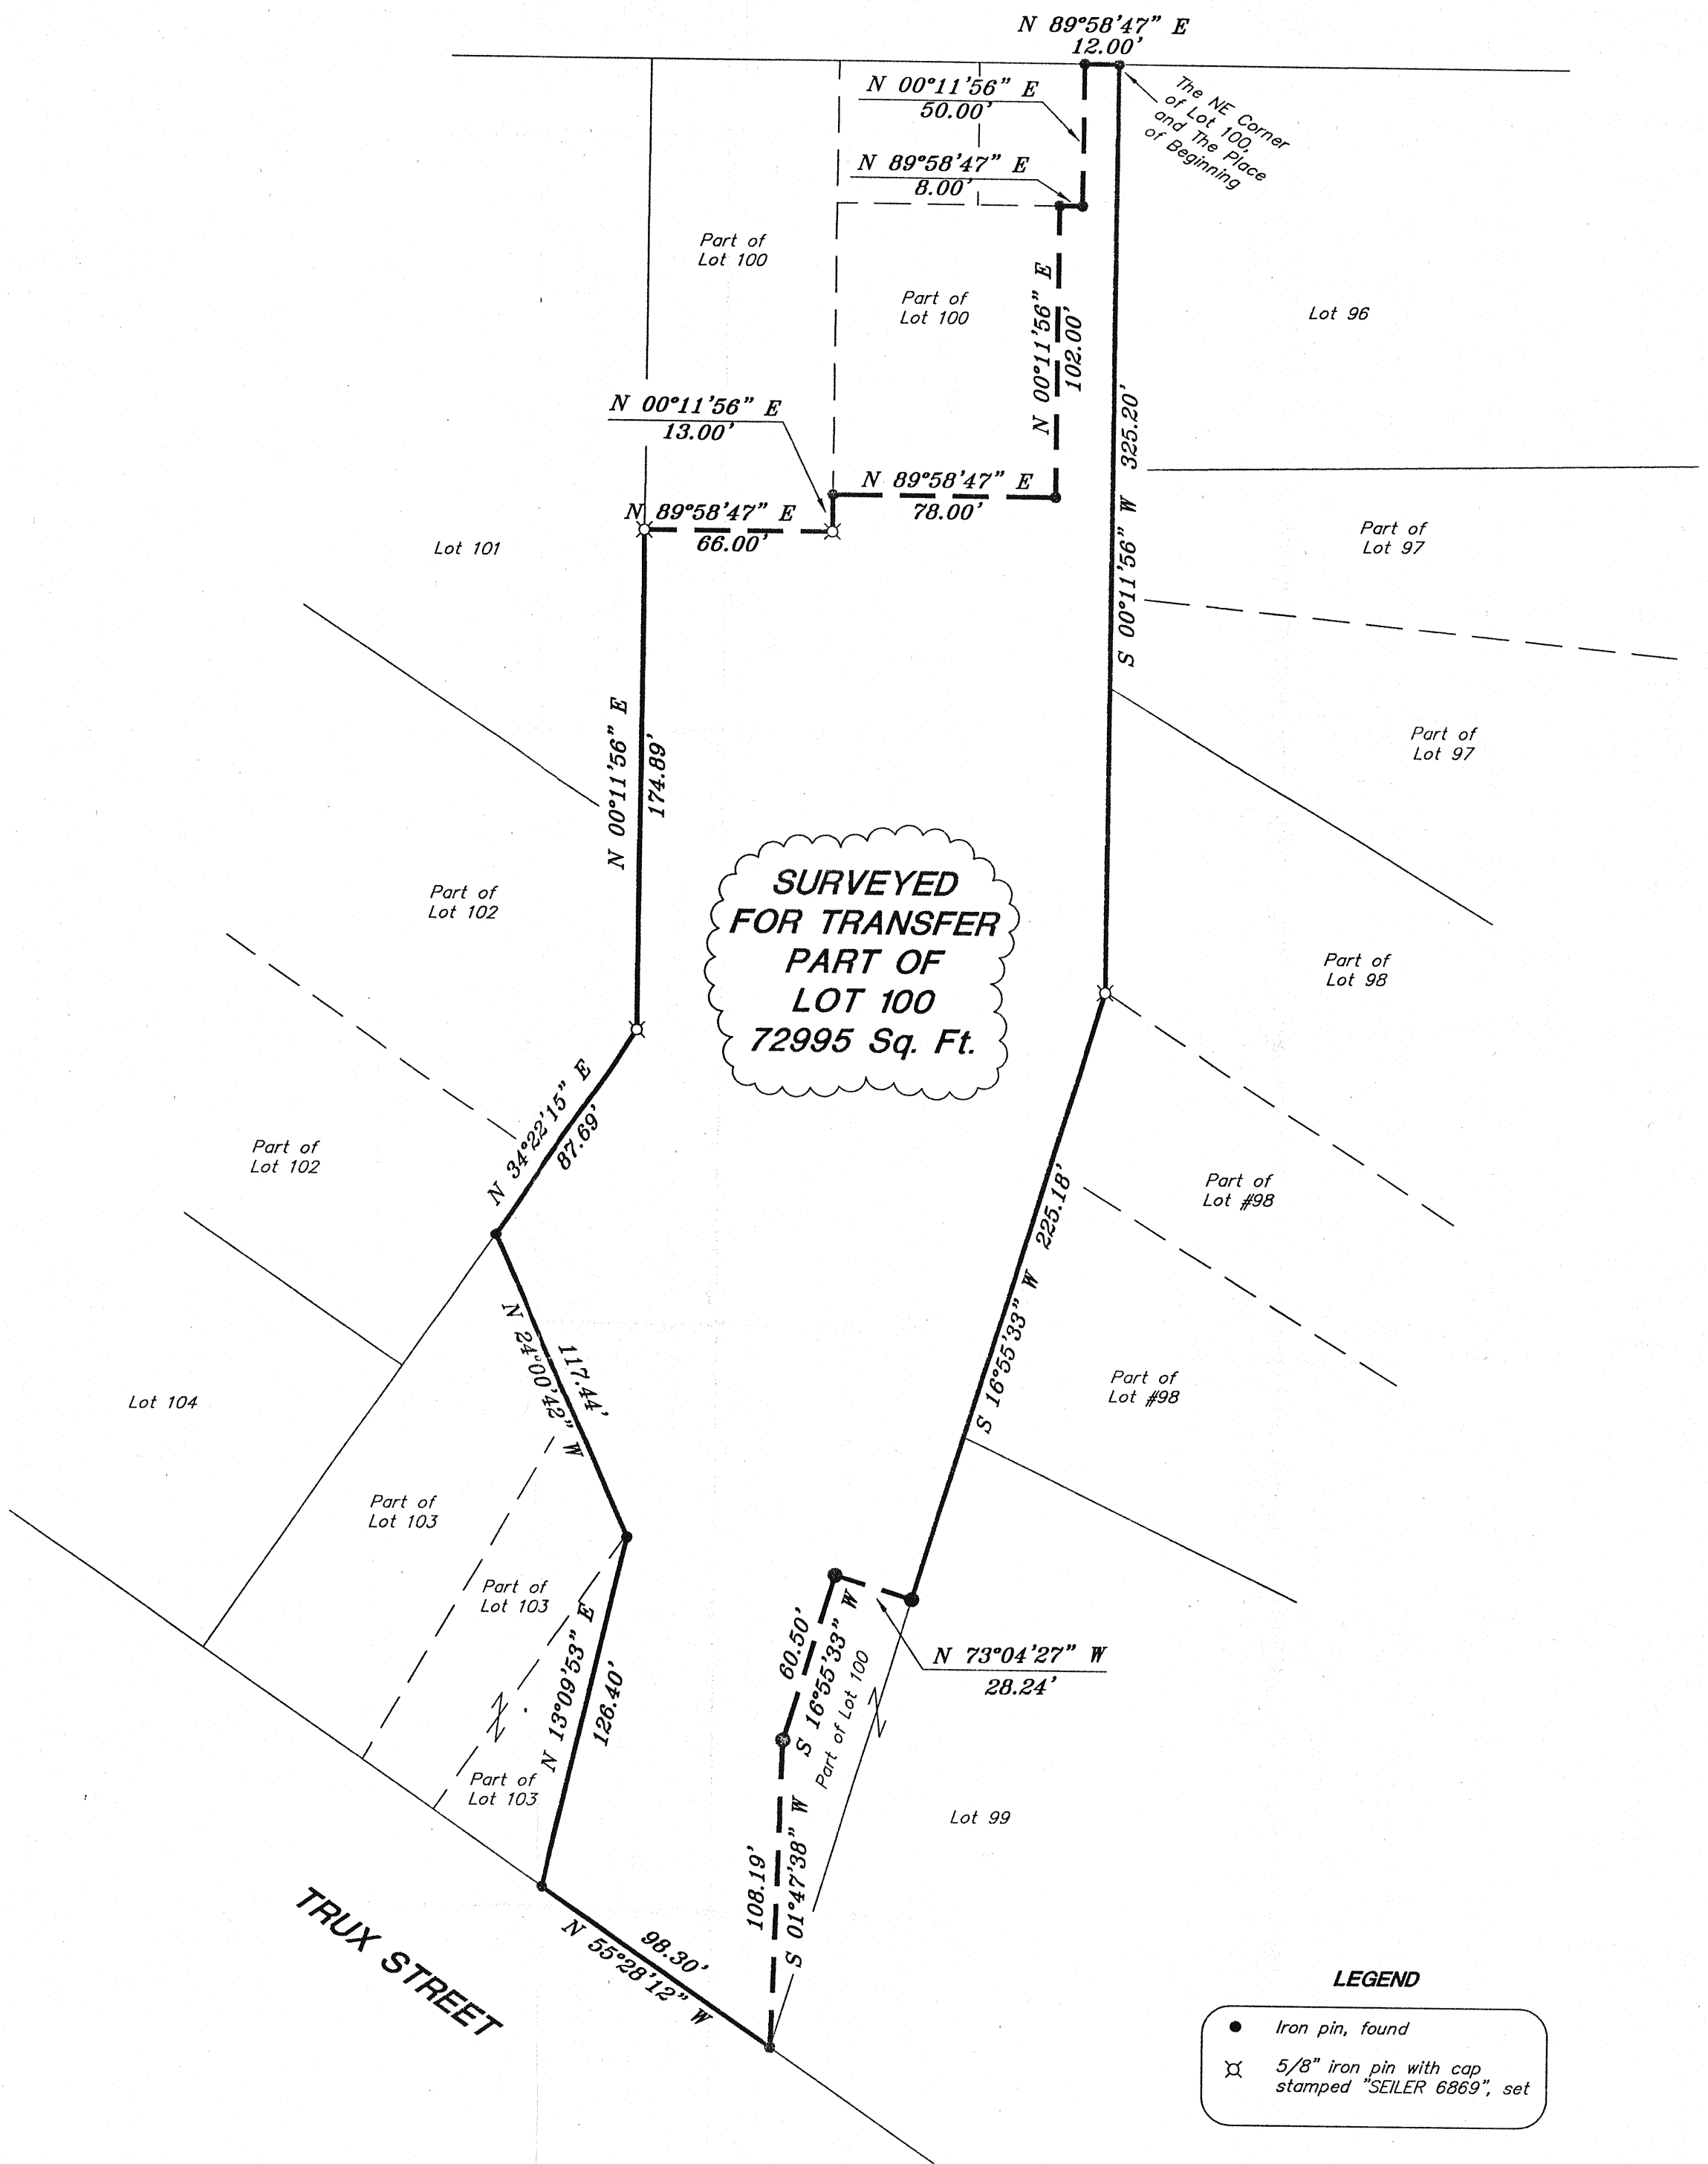 N 89°58'47" E
12.00'
N 00°11'56" E
50.00'
The NE Corner
of Lot 100,
and The Place
of Beginning
N 89°58'47" E
8.00'
Part of
Lot 100
Part of
Lot 100
N 00°11'56" E
102.00'
Lot 96
N 00°11'56" E
13.00'
S 00°11'56" W 325.20'
N 89°58'47" E
78.00'
N 89°58'47" E
66.00'
Lot 101
Part of
Lot 97
N 00°11'56" E
174.89'
Part of
Lot 97
SURVEYED
FOR TRANSFER
PART OF
LOT 100
72995 Sq. Ft.
Part of
Lot 102
Part of
Lot 98
N 34°22'15" E
87.69'
Part of
Lot 102
Part of
Lot #98
S 16°55'33" W 225.18'
N 24°00'42" W
117.44'
Part of
Lot #98
Lot 104
Part of
Lot 103
Part of
Lot 103
N 13°09'53" E
126.40'
60.50'
S 16°55'33" W
Part of Lot 100
N 73°04'27" W
28.24'
Part of
Lot 103
Lot 99
108.19'
S 01°47'38" W
98.30'
N 55°28'12" W
TRUX STREET
LEGEND
Iron pin, found
5/8" iron pin with cap
stamped "SEILER 6869", set